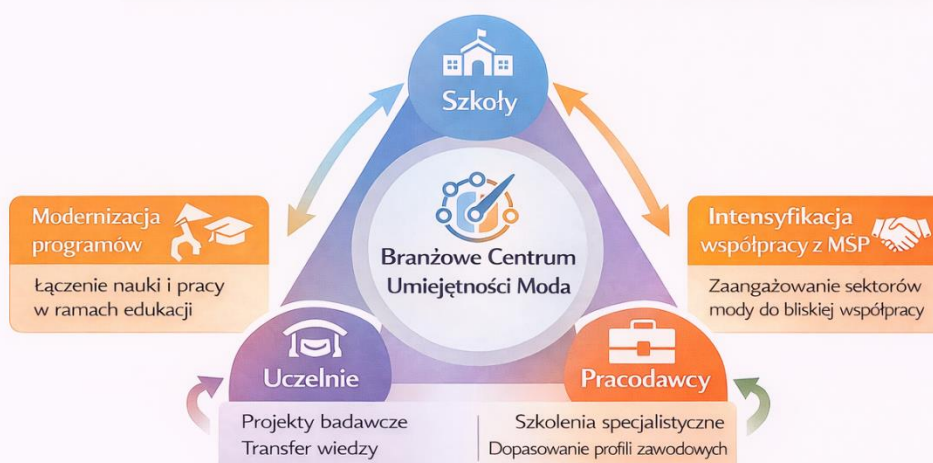 Szkoły
Modernizacja
programów
Łączenie nauki i pracy
w ramach edukacji
Branżowe Centrum
Umiejętności Moda
Intensyfikacja
współpracy z MŚP
Zaangażowanie sektorów
mody do bliskiej współpracy
Uczelnie
Projekty badawcze
Transfer wiedzy
Pracodawcy
Szkolenia specjalistyczne
Dopasowanie profili zawodowych